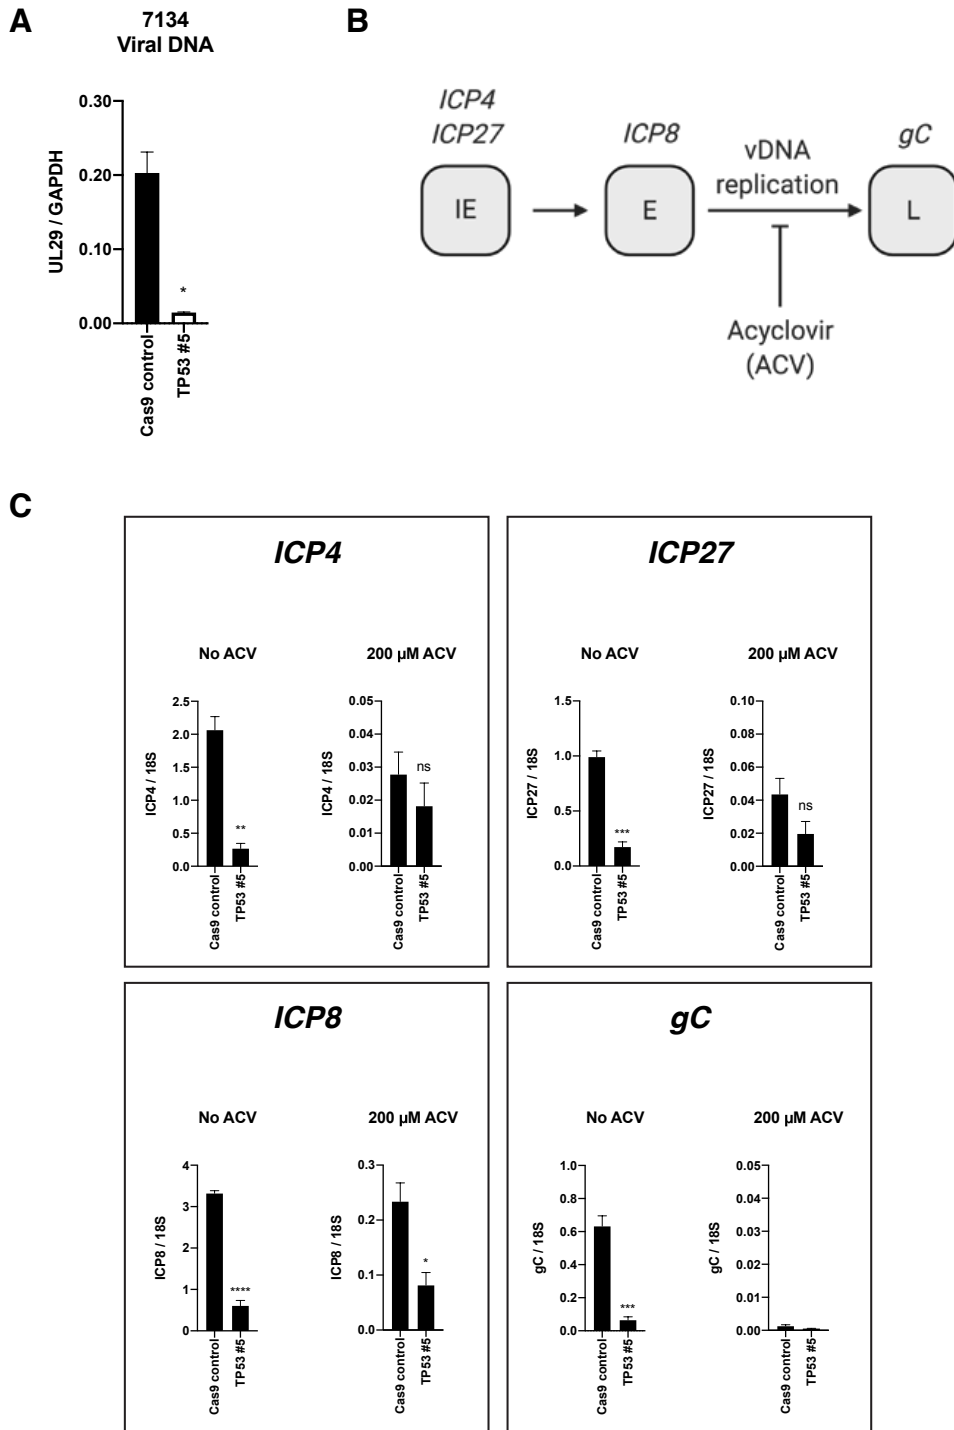 A
7134
Viral DNA
0.30
0.20
0.10
0.00
UL29 / GAPDH
*
Cas9 control
TP53 #5
B
ICP4
ICP27
IE
ICP8
E
vDNA
replication
gC
L
Acyclovir
(ACV)
C
ICP4
No ACV
2.5
2.0
1.5
1.0
0.5
0.0
ICP4 / 18S
**
Cas9 control
TP53 #5
200 µM ACV
0.05
0.04
0.03
0.02
0.01
0.00
ICP4 / 18S
ns
Cas9 control
TP53 #5
ICP27
No ACV
1.5
1.0
0.5
0.0
ICP27 / 18S
***
Cas9 control
TP53 #5
200 µM ACV
0.10
0.08
0.06
0.04
0.02
0.00
ICP27 / 18S
ns
Cas9 control
TP53 #5
ICP8
No ACV
4
3
2
1
0
ICP8 / 18S
****
Cas9 control
TP53 #5
200 µM ACV
0.3
0.2
0.1
0.0
ICP8 / 18S
*
Cas9 control
TP53 #5
gC
No ACV
1.0
0.8
0.6
0.4
0.2
0.0
gC / 18S
***
Cas9 control
TP53 #5
200 µM ACV
0.05
0.04
0.03
0.02
0.01
0.00
gC / 18S
Cas9 control
TP53 #5